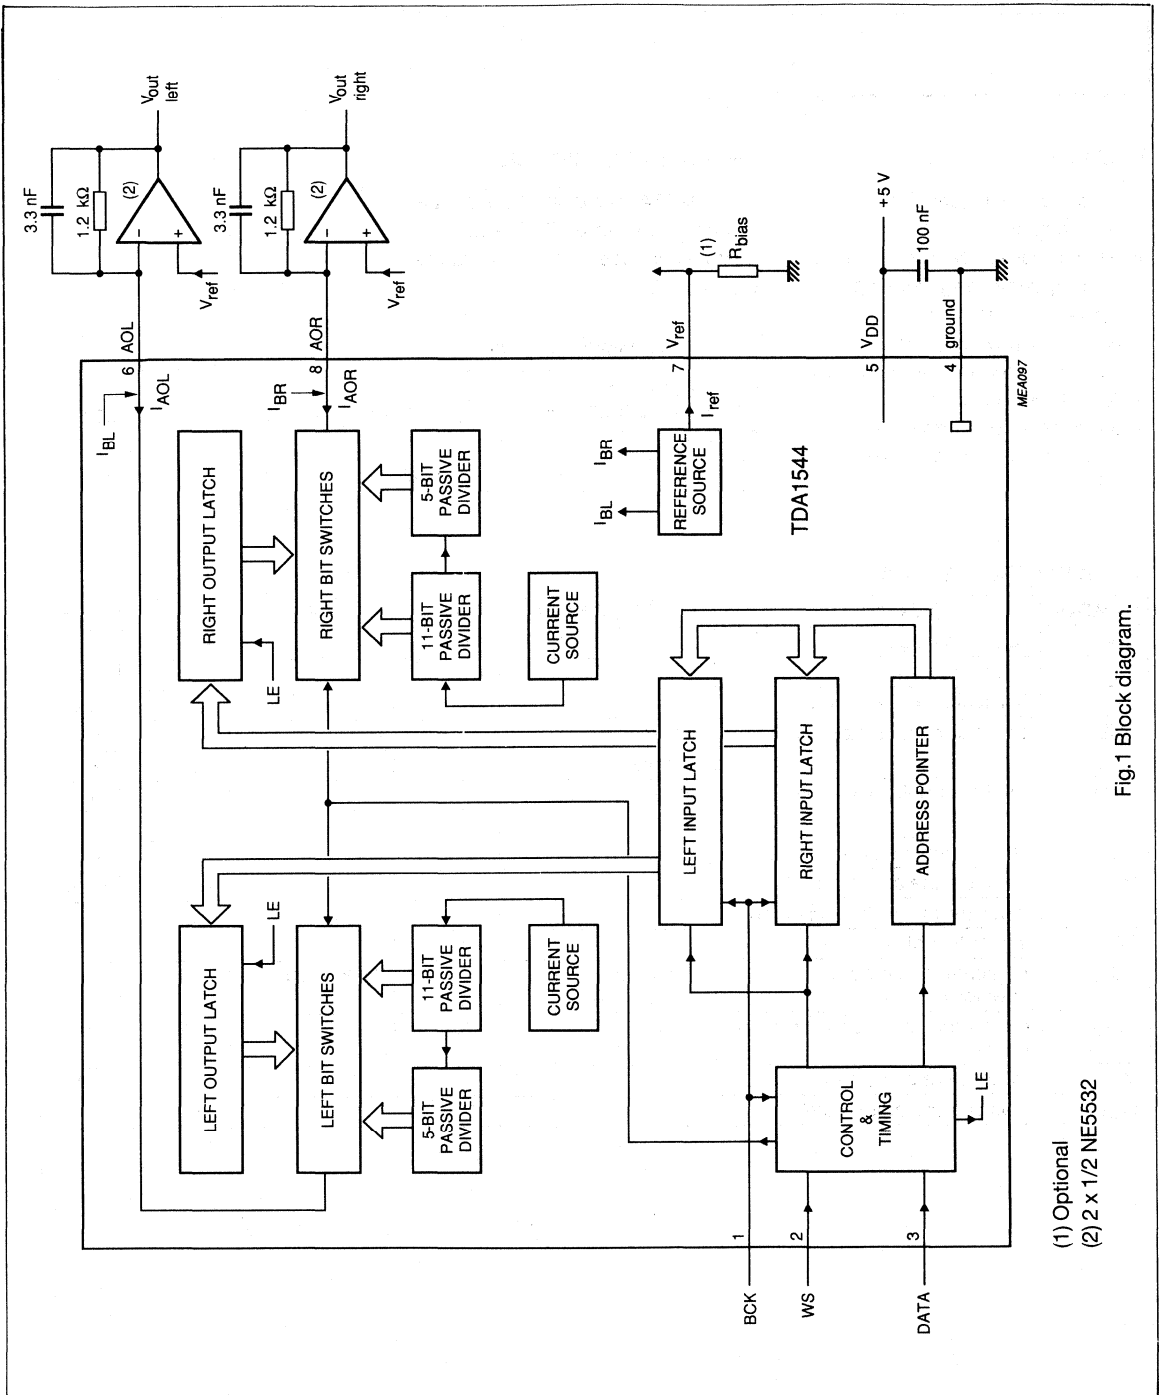 3.3 nF
1.2 kΩ
(2)
−
+
Vref
Vout
left
3.3 nF
1.2 kΩ
(2)
−
+
Vref
Vout
right
6 AOL
8 AOR
IBL
IAOL
IBR
IAOR
LEFT OUTPUT LATCH
LE
RIGHT OUTPUT LATCH
LE
LEFT BIT SWITCHES
RIGHT BIT SWITCHES
5-BIT
PASSIVE
DIVIDER
11-BIT
PASSIVE
DIVIDER
11-BIT
PASSIVE
DIVIDER
5-BIT
PASSIVE
DIVIDER
CURRENT
SOURCE
CURRENT
SOURCE
IBL
IBR
REFERENCE
SOURCE
Iref
7
Vref
(1)
Rbias
LEFT INPUT LATCH
RIGHT INPUT LATCH
ADDRESS POINTER
CONTROL
&
TIMING
LE
BCK
1
WS
2
DATA
3
TDA1544
5
VDD
+5 V
100 nF
4
ground
MEA097
(1) Optional
(2) 2 x 1/2 NE5532
Fig.1 Block diagram.